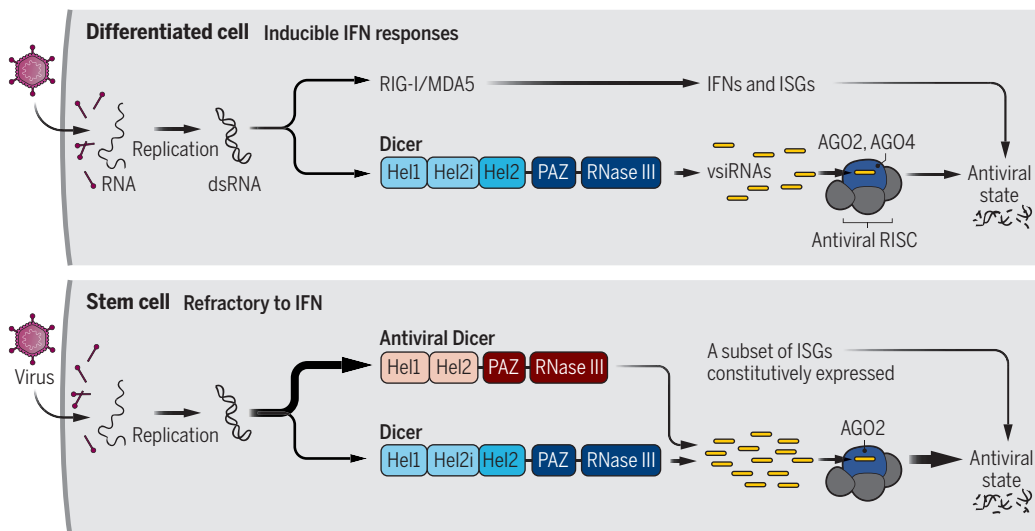 Differentiated cell Inducible IFN responses
RIG-I/MDA5
IFNs and ISGs
Replication
RNA
dsRNA
Dicer
Hel1 Hel2i Hel2 PAZ RNase III
vsiRNAs
AGO2, AGO4
Antiviral RISC
Antiviral
state
Stem cell Refractory to IFN
Virus
Replication
Antiviral Dicer
Hel1 Hel2 PAZ RNase III
A subset of ISGs
constitutively expressed
Dicer
Hel1 Hel2i Hel2 PAZ RNase III
AGO2
Antiviral
state